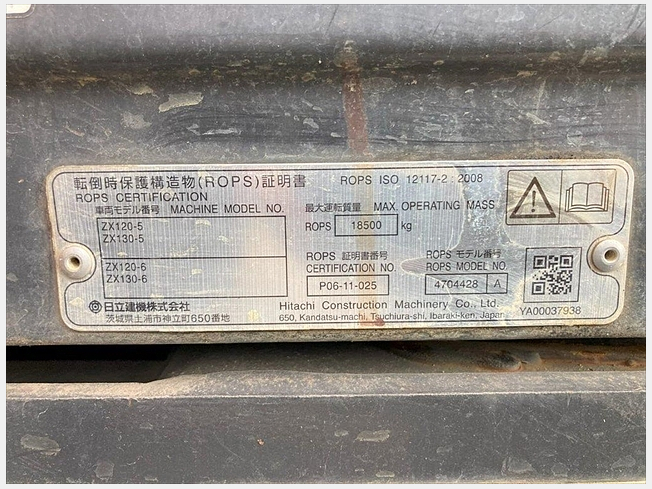 転倒時保護構造物(ROPS)証明書 ROPS ISO 12117-2 : 2008
ROPS CERTIFICATION
車両モデル番号 MACHINE MODEL NO.
ZX120-5
ZX130-5
ZX120-6
ZX130-6
最大運転質量 MAX. OPERATING MASS
ROPS 18500 kg
ROPS 証明書番号
CERTIFICATION NO.
P06-11-025
ROPS モデル番号
ROPS MODEL NO.
4704428 A
日立建機株式会社
茨城県土浦市神立町650番地
Hitachi Construction Machinery Co., Ltd.
650, Kandatsu-machi, Tsuchiura-shi, Ibaraki-ken, Japan
YA00037938